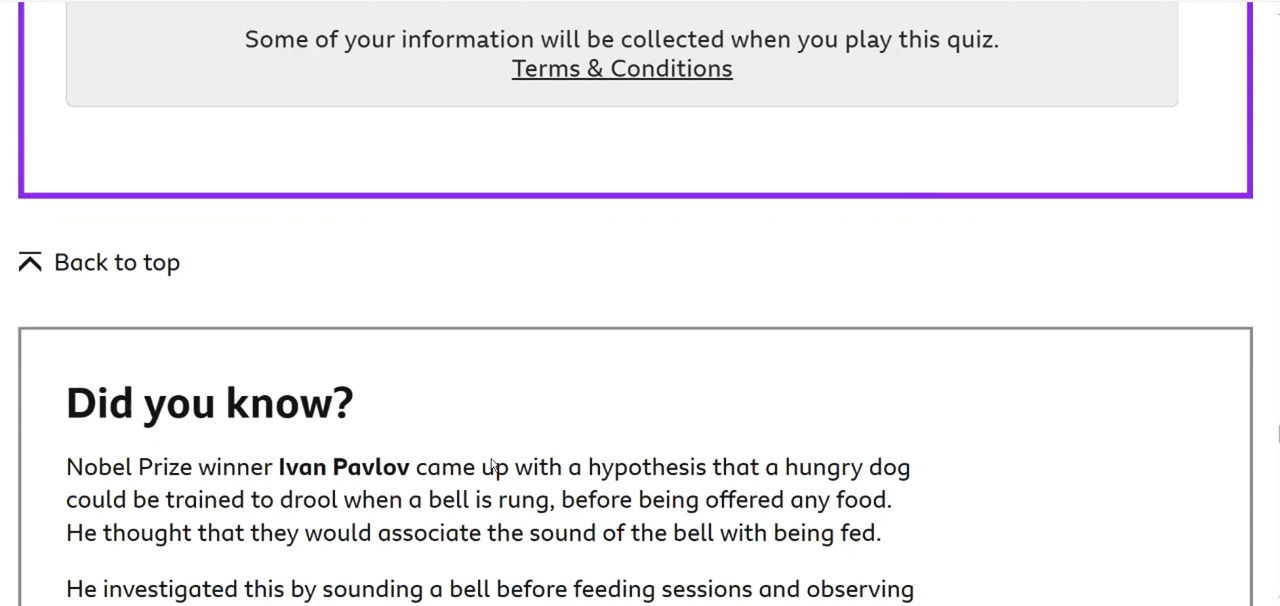 Some of your information will be collected when you play this quiz.
Terms & Conditions
Back to top
Did you know?
Nobel Prize winner Ivan Pavlov came up with a hypothesis that a hungry dog
could be trained to drool when a bell is rung, before being offered any food.
He thought that they would associate the sound of the bell with being fed.
He investigated this by sounding a bell before feeding sessions and observing